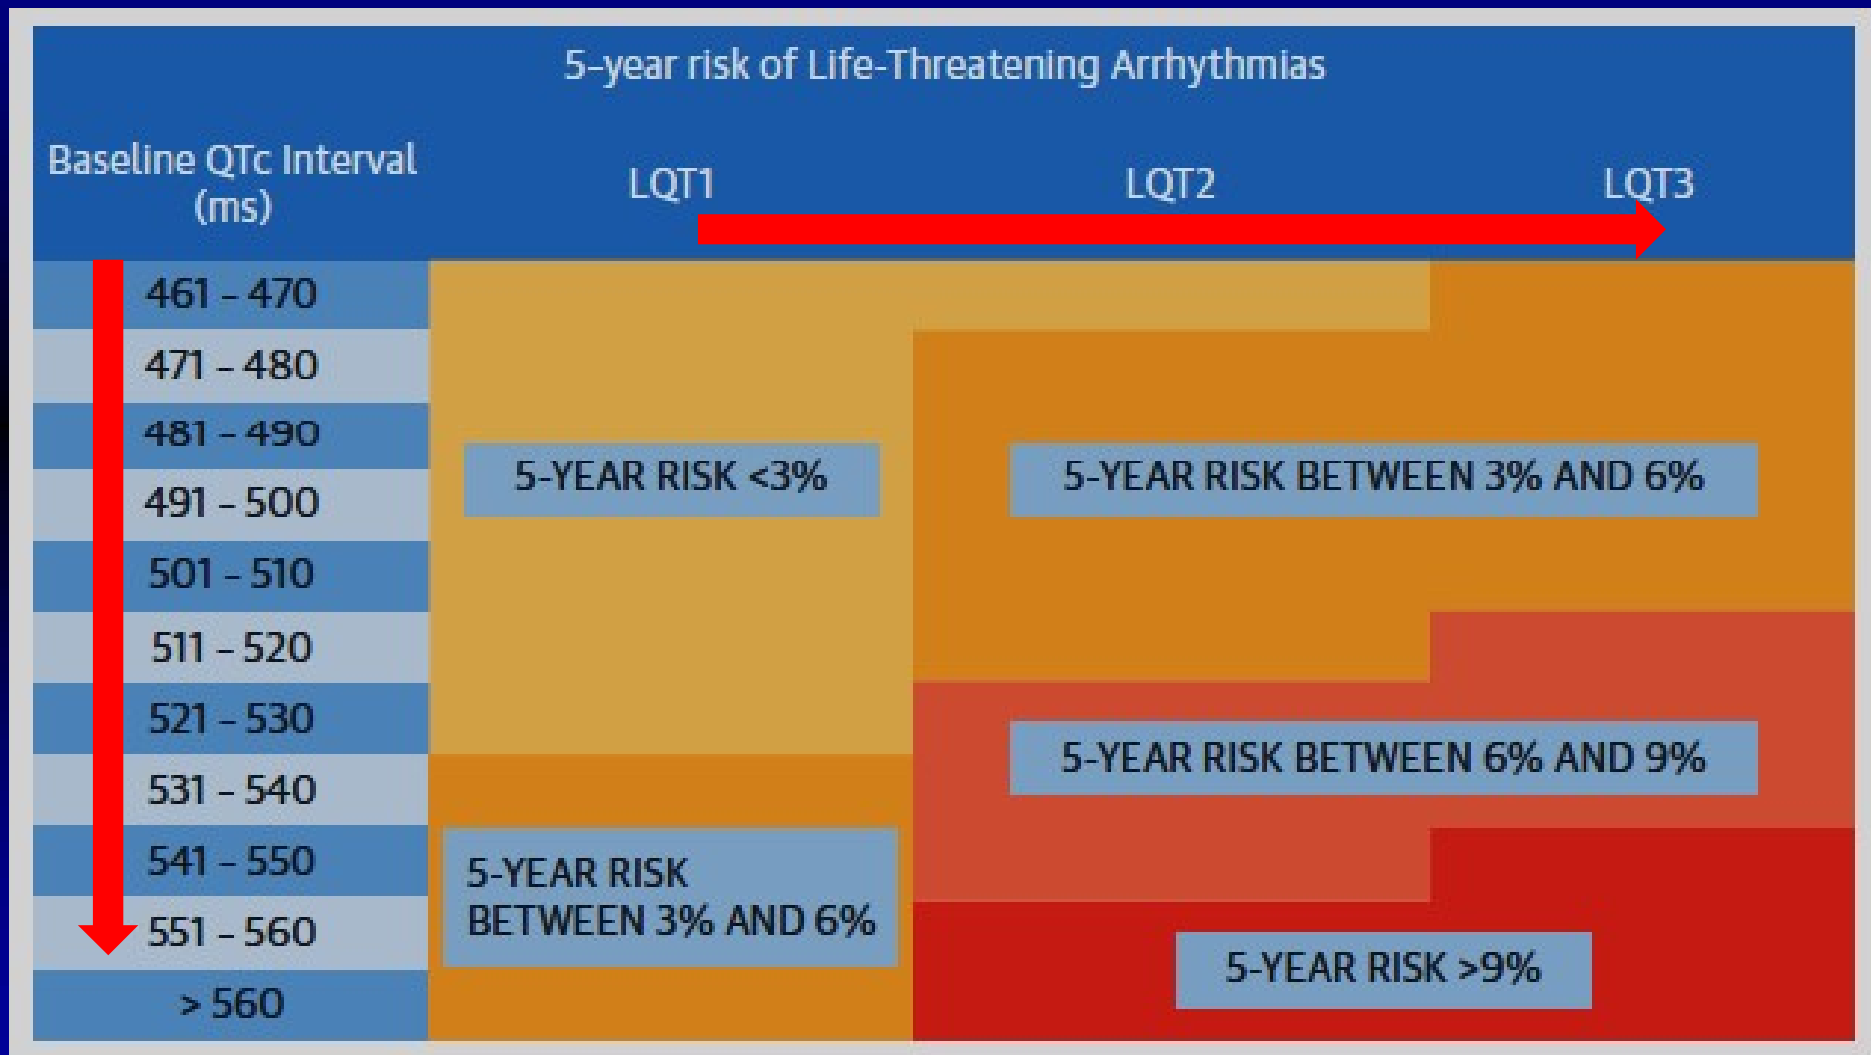 5-year risk of Life-Threatening Arrhythmias
Baseline QTc Interval
(ms)
LQT1
LQT2
LQT3
461 – 470
471 – 480
481 – 490
491 – 500
501 – 510
511 – 520
521 – 530
531 – 540
541 – 550
551 – 560
> 560
5-YEAR RISK <3%
5-YEAR RISK BETWEEN 3% AND 6%
5-YEAR RISK BETWEEN 6% AND 9%
5-YEAR RISK
BETWEEN 3% AND 6%
5-YEAR RISK >9%